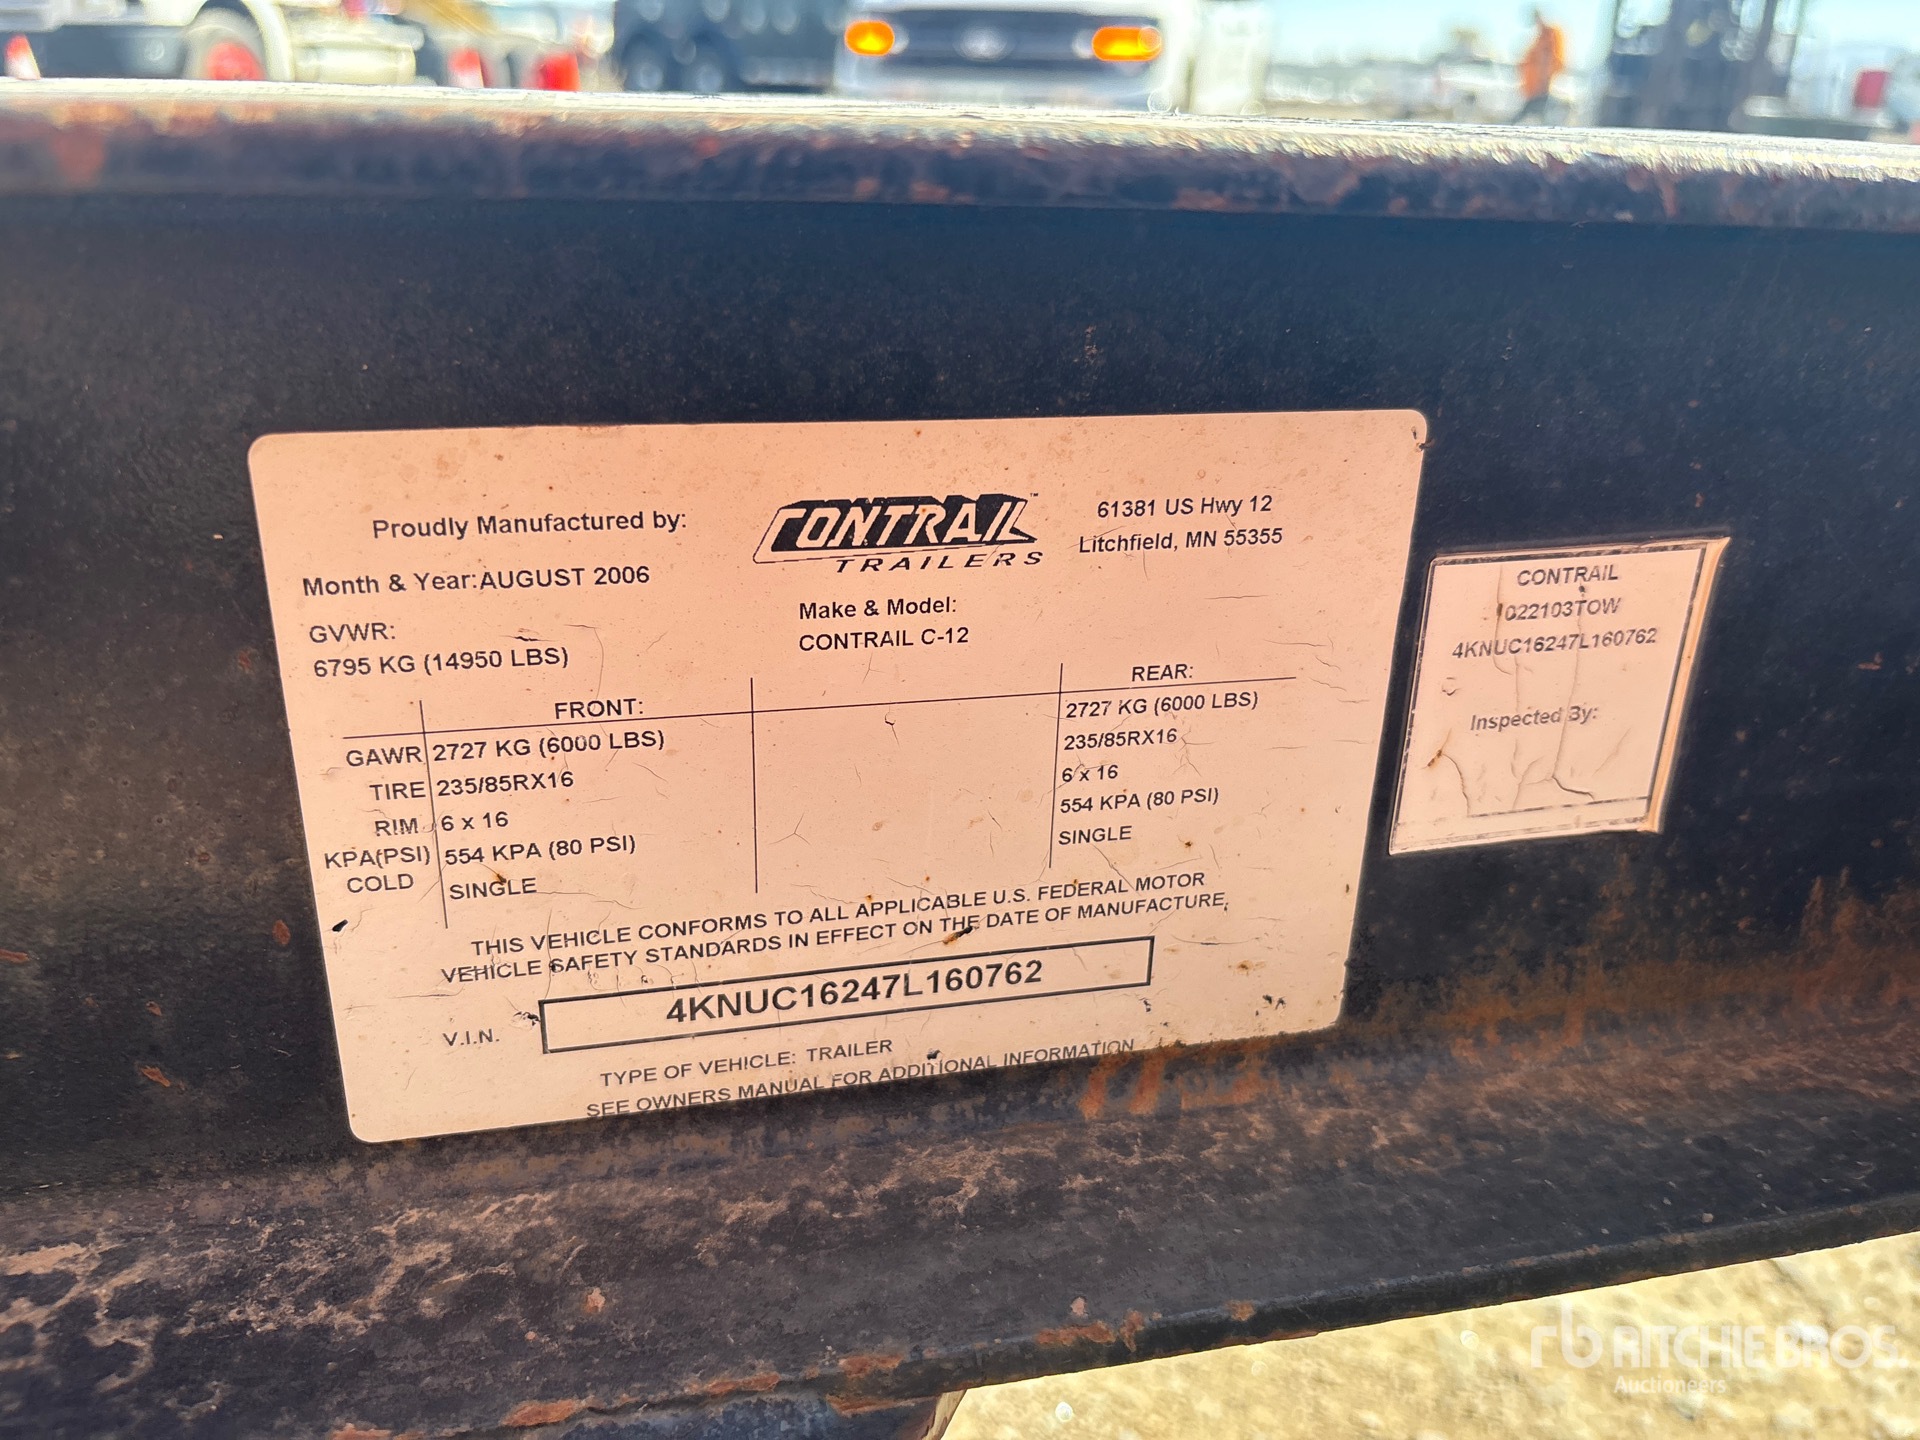 Proudly Manufactured by:
CONTRAIL™
TRAILERS
61381 US Hwy 12
Litchfield, MN 55355
Month & Year:AUGUST 2006
Make & Model:
CONTRAIL C-12
GVWR:
6795 KG (14950 LBS)
FRONT: REAR:
GAWR 2727 KG (6000 LBS) 2727 KG (6000 LBS)
TIRE 235/85RX16 235/85RX16
RIM 6 x 16 6 x 16
KPA(PSI) 554 KPA (80 PSI) 554 KPA (80 PSI)
COLD SINGLE SINGLE
THIS VEHICLE CONFORMS TO ALL APPLICABLE U.S. FEDERAL MOTOR
VEHICLE SAFETY STANDARDS IN EFFECT ON THE DATE OF MANUFACTURE.
V.I.N. 4KNUC16247L160762
TYPE OF VEHICLE: TRAILER
SEE OWNERS MANUAL FOR ADDITIONAL INFORMATION
CONTRAIL
1022103TOW
4KNUC16247L160762
Inspected By:
rb RITCHIE BROS.
Auctioneers